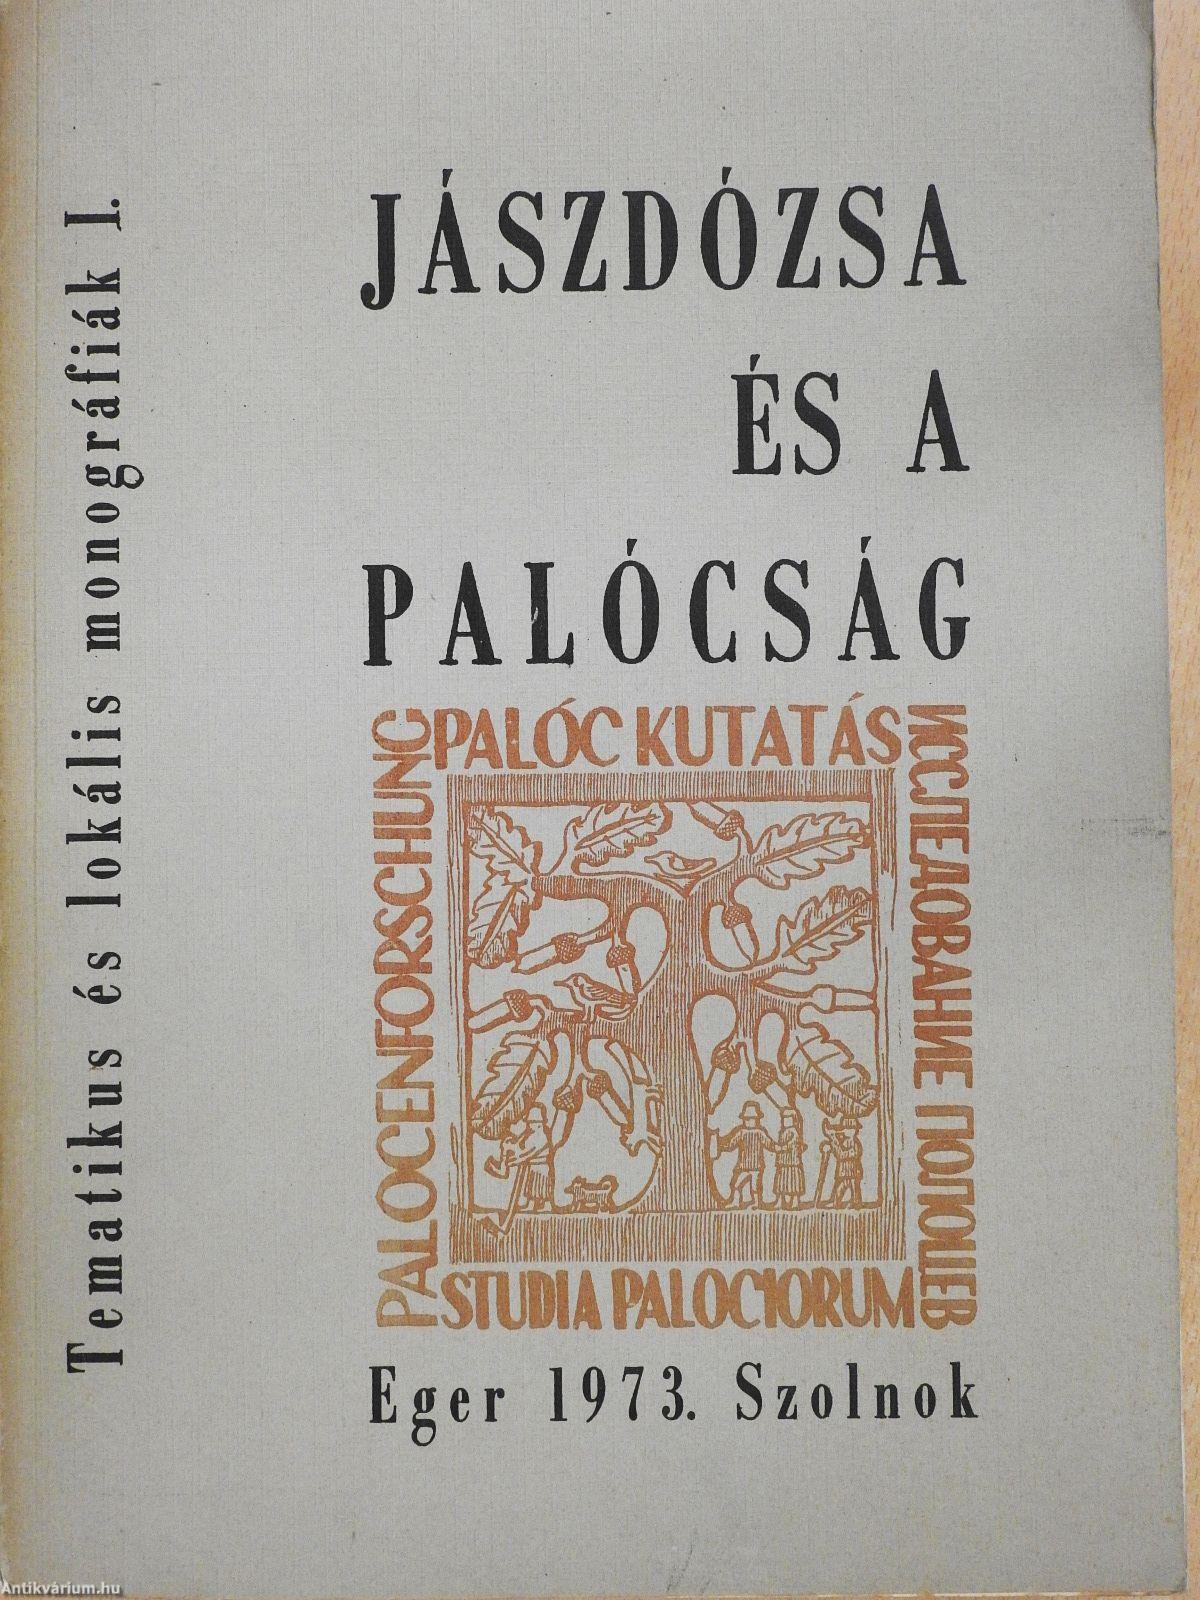 Tematikus és lokális monográfiák I.
JÁSZDÓZSA
ÉS A
PALÓCSÁG
PALÓC KUTATÁS
PALOCENFORSCHUNG
ИССЛЕДОВАНИЕ ПОЛОЦЕВ
STUDIA PALOCIORUM
Eger 1973. Szolnok
Antikvárium.hu